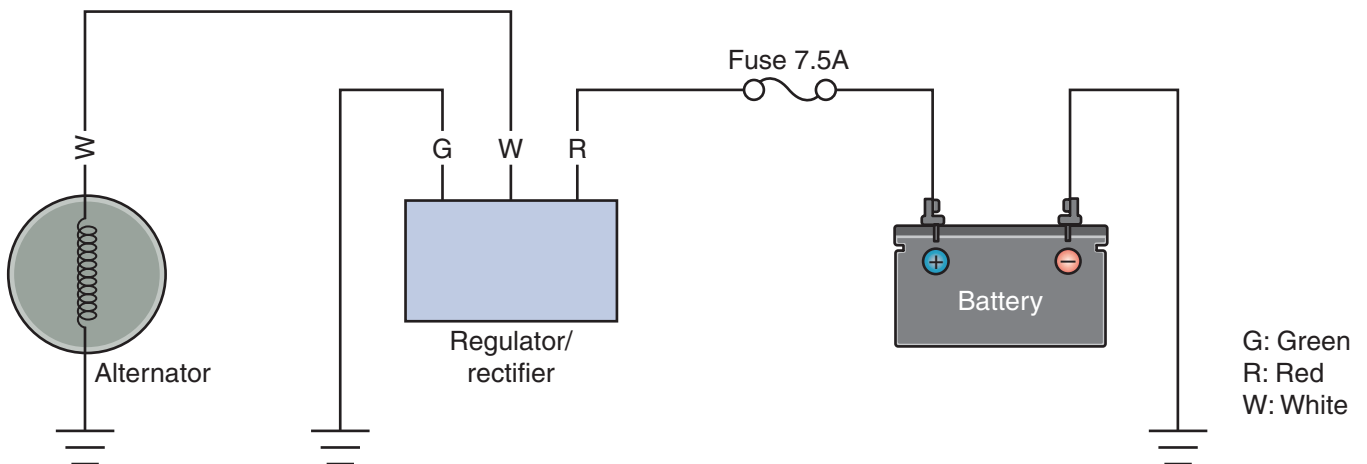 Fuse 7.5A
W
G W R
+ −
Battery
Regulator/
rectifier
Alternator
G: Green
R: Red
W: White